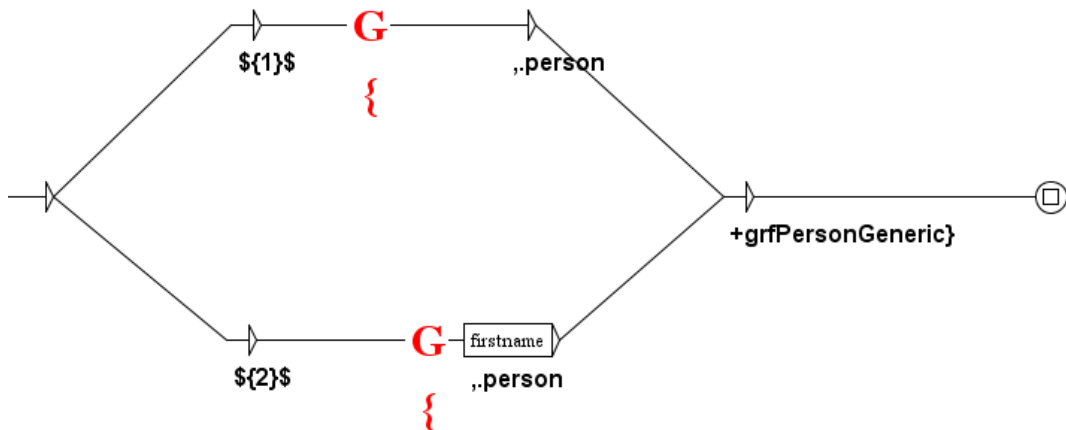 G
${1}$
,.person
{
+grfPersonGeneric}
G
firstname
${2}$
,.person
{